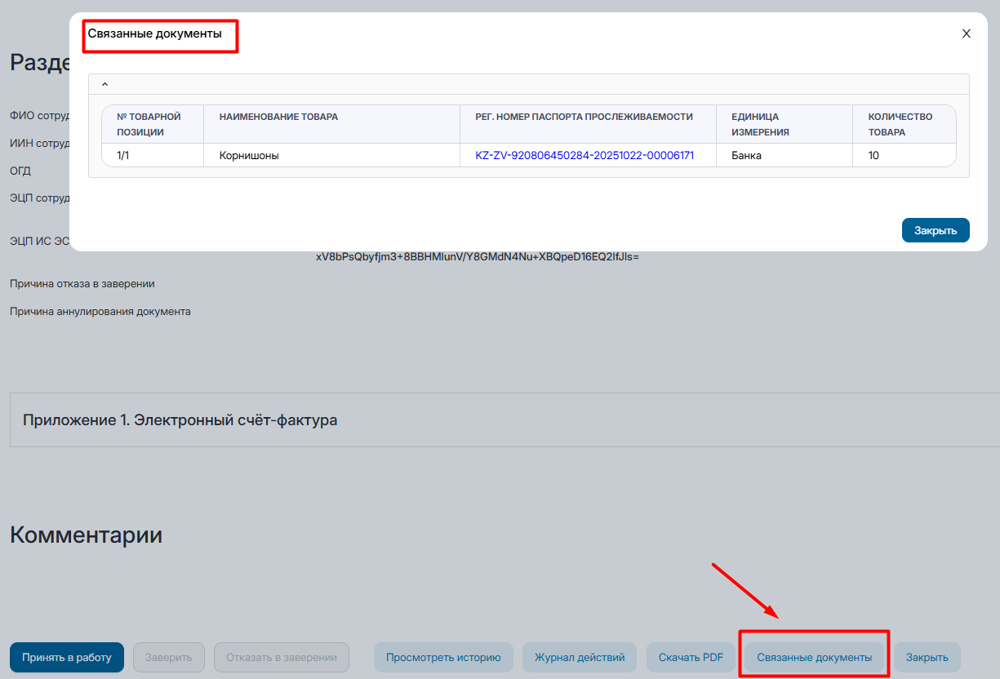 Связанные документы
Разде
ФИО сотруд
ИИН сотруд
ОГД
ЭЦП сотруд
ЭЦП ИС ЭС
№ ТОВАРНОЙ ПОЗИЦИИ
НАИМЕНОВАНИЕ ТОВАРА
РЕГ. НОМЕР ПАСПОРТА ПРОСЛЕЖИВАЕМОСТИ
ЕДИНИЦА ИЗМЕРЕНИЯ
КОЛИЧЕСТВО ТОВАРА
1/1
Корнишоны
KZ-ZV-920806450284-20251022-00006171
Банка
10
Закрыть
xV8bPsQbyfjm3+8BBHMlunV/Y8GMdN4Nu+XBQpeD16EQ2IfJls=
Причина отказа в заверении
Причина аннулирования документа
Приложение 1. Электронный счёт-фактура
Комментарии
Принять в работу
Заверить
Отказать в заверении
Просмотреть историю
Журнал действий
Скачать PDF
Связанные документы
Закрыть